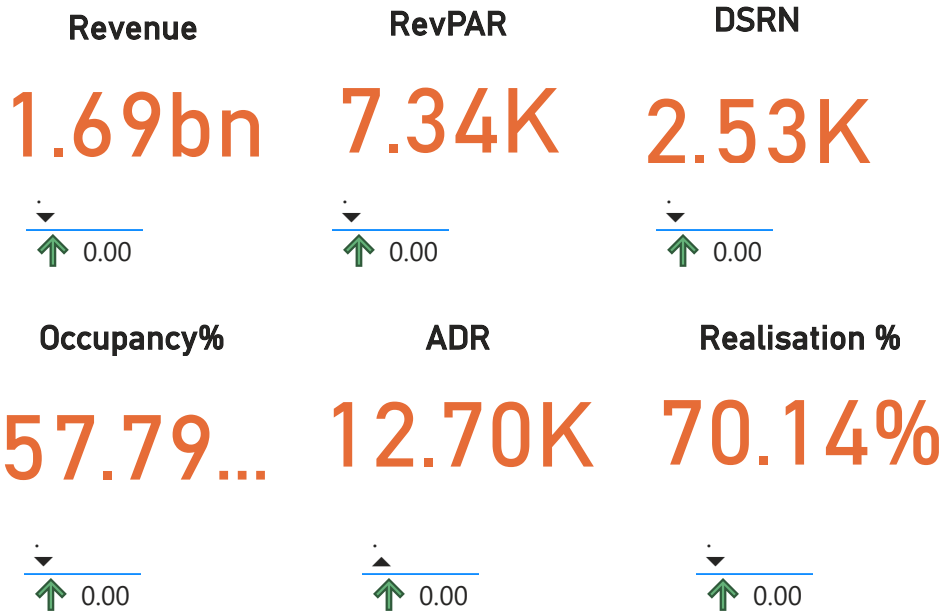 Revenue
RevPAR
DSRN
1.69bn
7.34K
2.53K
.
.
.
0.00
0.00
0.00
Occupancy%
ADR
Realisation %
57.79...
12.70K
70.14%
.
.
.
0.00
0.00
0.00